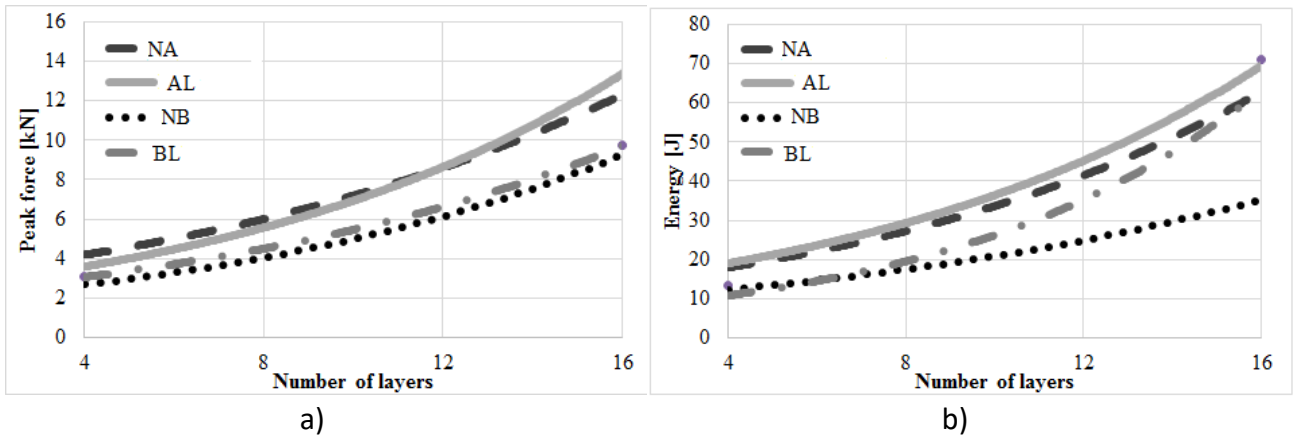 16
14
12
10
8
6
4
2
0
Peak force [kN]
NA
AL
NB
BL
4 8 12 16
Number of layers
a)
80
70
60
50
40
30
20
10
0
Energy [J]
NA
AL
NB
BL
4 8 12 16
Number of layers
b)